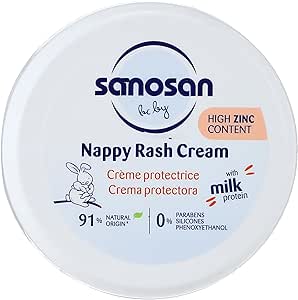 sanosan
baby
HIGH ZINC
CONTENT
Nappy Rash Cream
Crème protectrice
Crema protectora
with
milk
protein
91% NATURAL
ORIGIN*
0% PARABENS
SILICONES
PHENOXYETHANOL